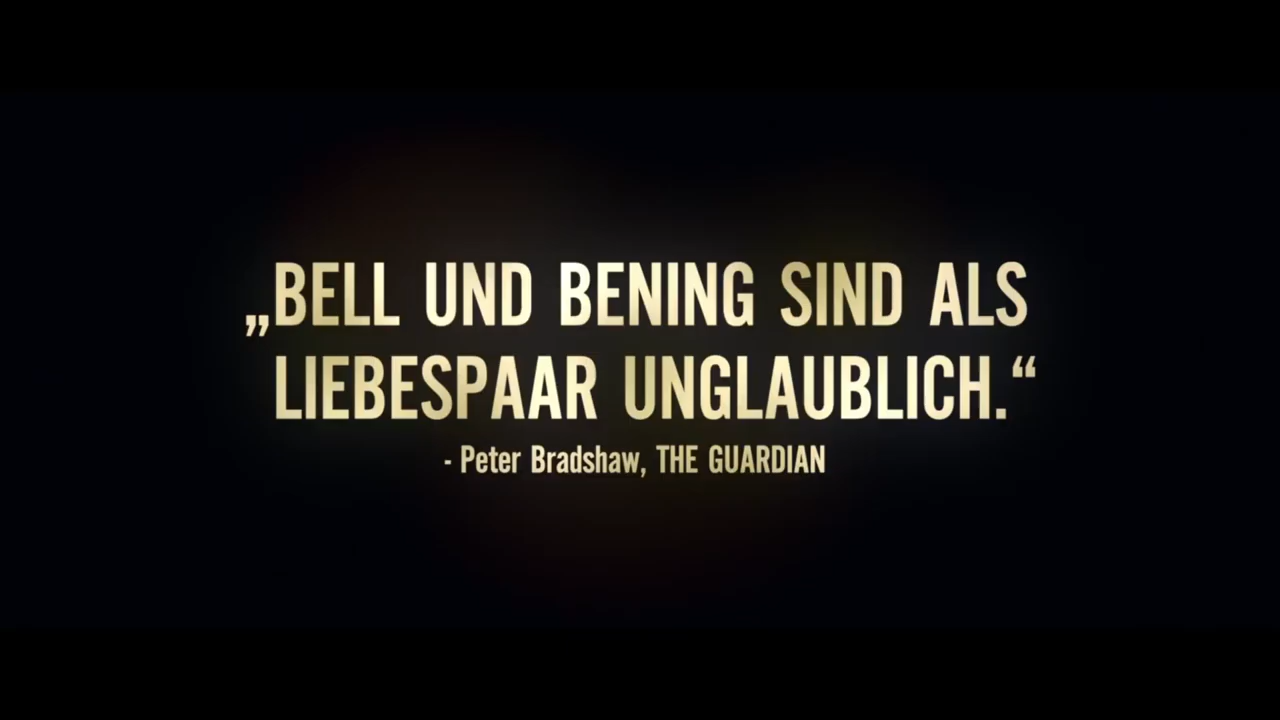 „BELL UND BENING SIND ALS
LIEBESPAAR UNGLAUBLICH.“
- Peter Bradshaw, THE GUARDIAN